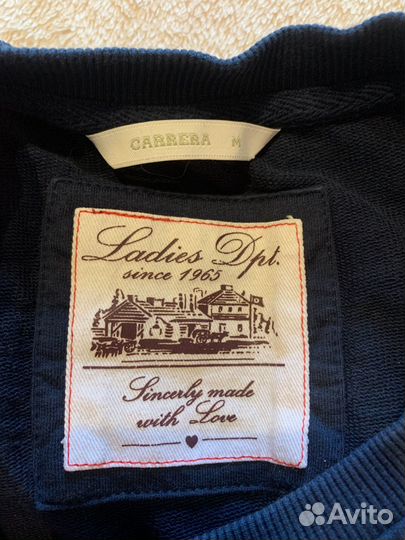 CARRERA M
Ladies Dpt.
since 1965
Sincerly made
with Love
Avito